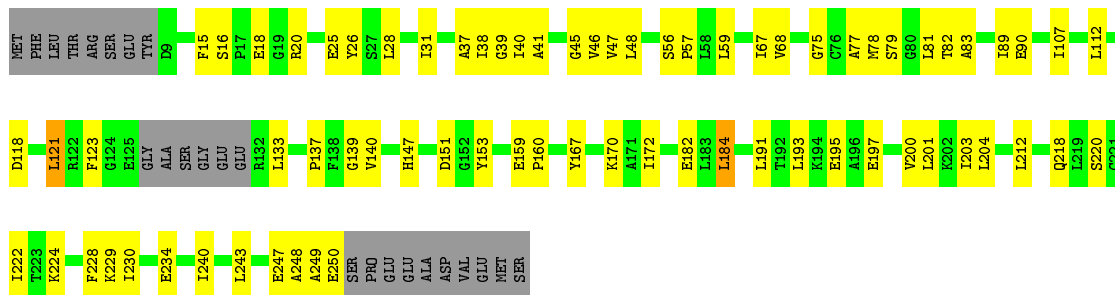 MET PHE LEU THR ARG SER GLU TYR D9 F15 S16 P17 E18 G19 R20 E25 Y26 S27 L28 I31 A37 I38 G39 I40 A41 G45 V46 V47 L48 S56 P57 L58 L59 I67 V68 G75 C76 A77 M78 S79 G80 L81 T82 A83 I89 E90 I107 L112
D118 L121 R122 F123 G124 E125 GLY ALA SER GLY GLU GLU R132 L133 P137 F138 G139 V140 H147 D151 G152 Y153 E159 P160 Y167 K170 A171 I172 E182 L183 L184 L191 T192 L193 K194 E195 A196 E197 V200 L201 K202 I203 L204 L212 Q218 L219 S220
I222 T223 K224 F228 K229 I230 E234 I240 L243 E247 A248 A249 E250 SER PRO GLU GLU ALA ASP VAL GLU MET SER